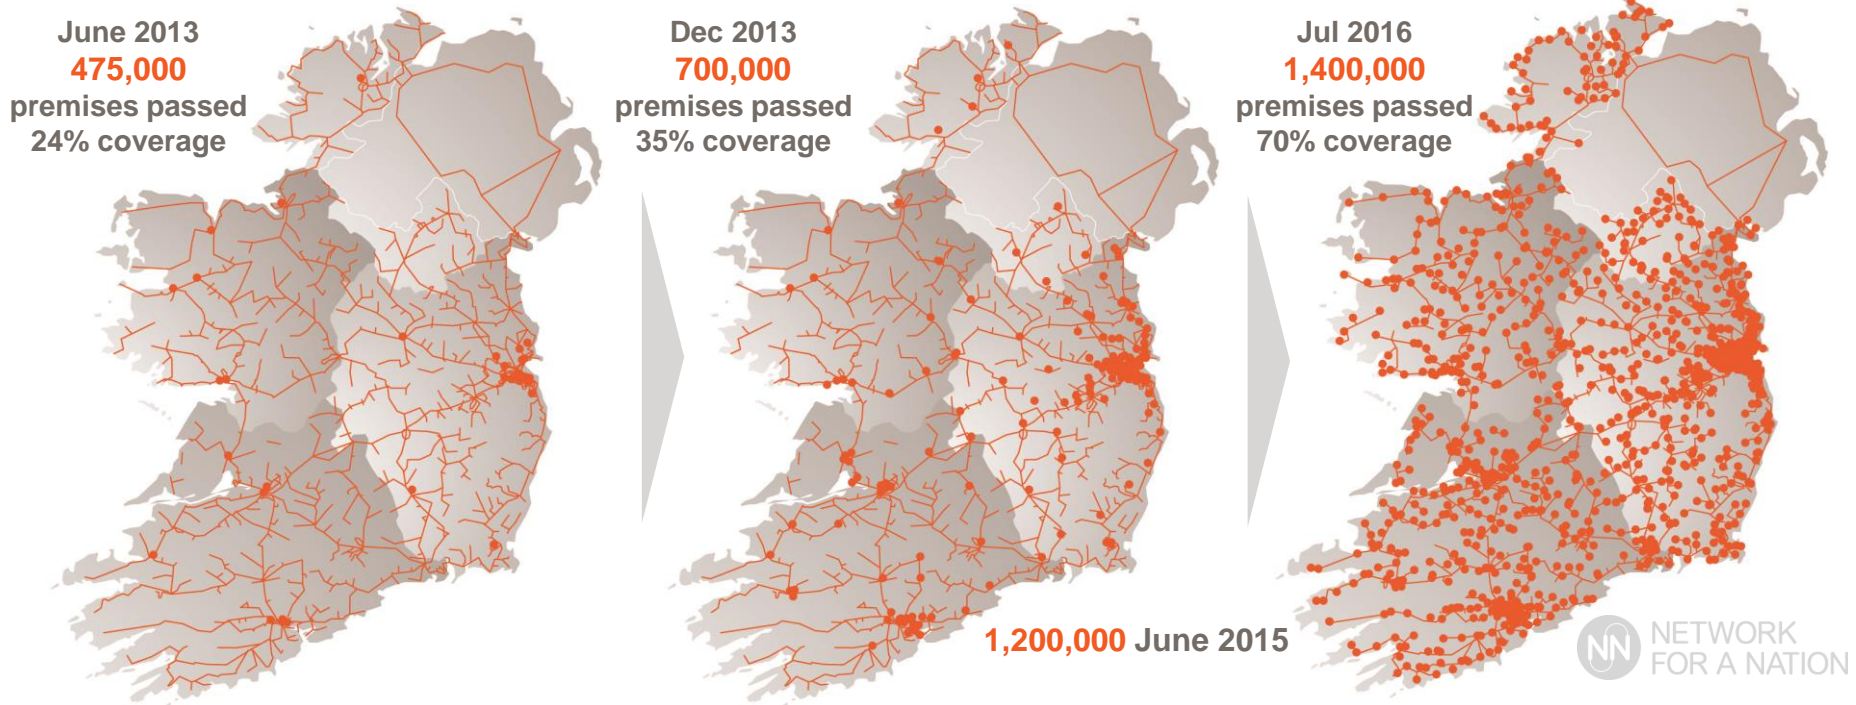 June 2013
475,000
premises passed
24% coverage
Dec 2013
700,000
premises passed
35% coverage
Jul 2016
1,400,000
premises passed
70% coverage
1,200,000 June 2015
NN
NETWORK
FOR A NATION